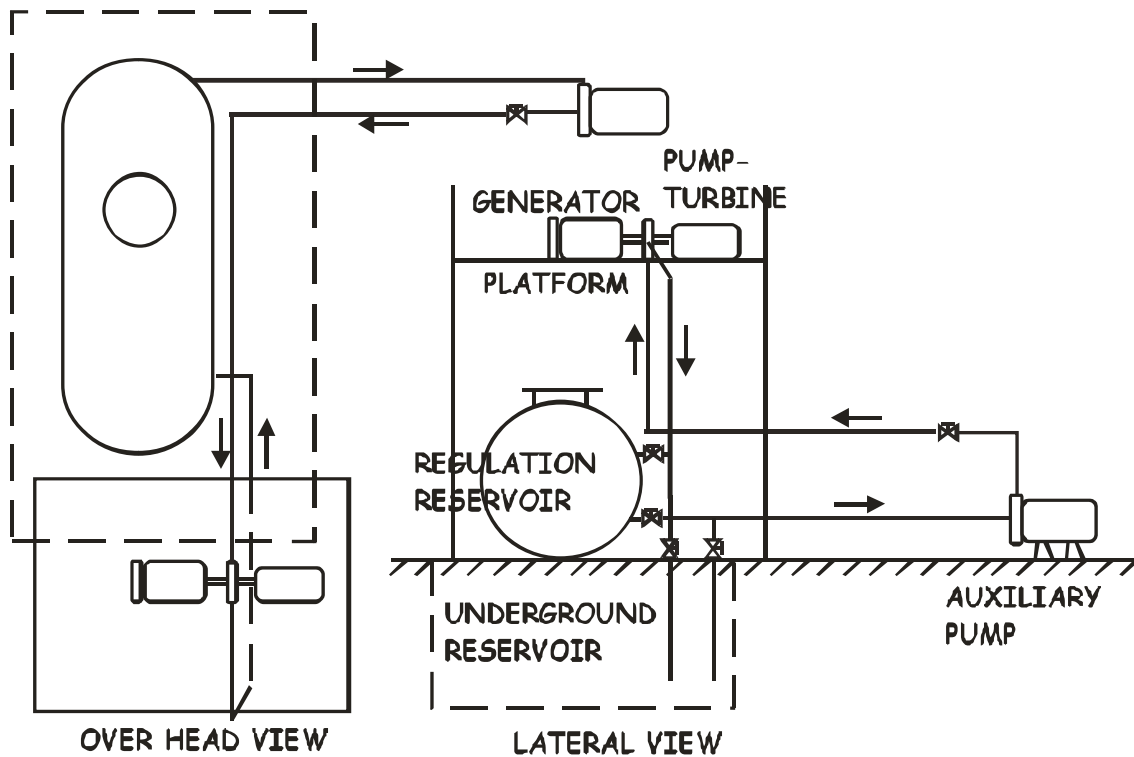 PUMP-
TURBINE
GENERATOR
PLATFORM
REGULATION
RESERVOIR
UNDERGROUND
RESERVOIR
AUXILIARY
PUMP
OVER HEAD VIEW
LATERAL VIEW